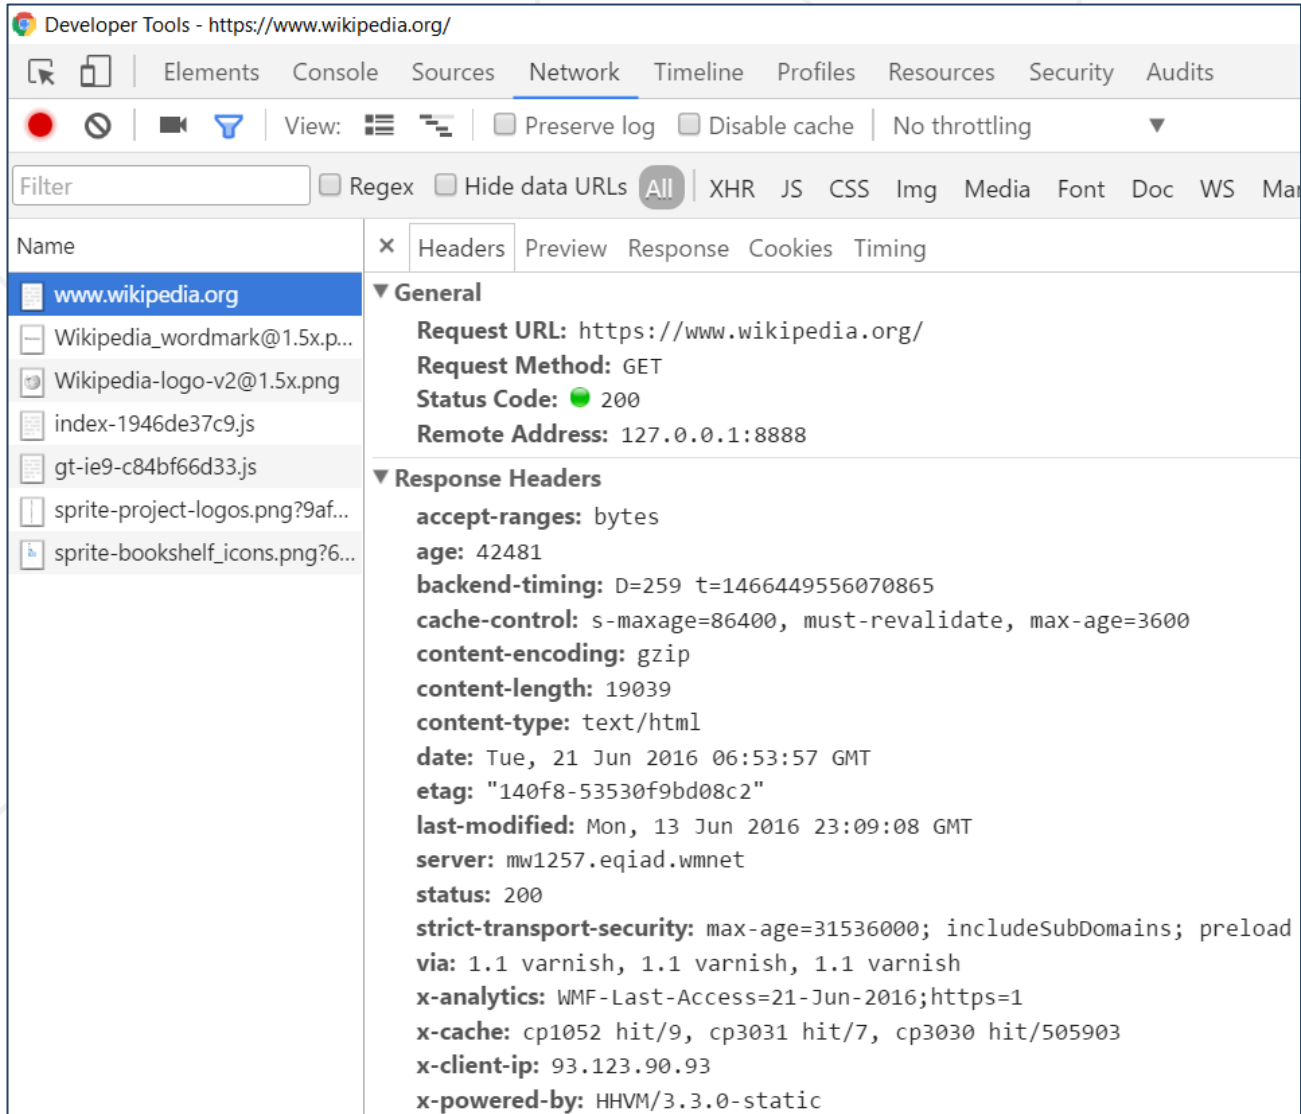 Developer Tools - https://www.wikipedia.org/
Elements Console Sources Network Timeline Profiles Resources Security Audits
View: Preserve log Disable cache No throttling
Filter Regex Hide data URLs All XHR JS CSS Img Media Font Doc WS Mar
Name
www.wikipedia.org
Wikipedia_wordmark@1.5x.p...
Wikipedia-logo-v2@1.5x.png
index-1946de37c9.js
gt-ie9-c84bf66d33.js
sprite-project-logos.png?9af...
sprite-bookshelf_icons.png?6...
× Headers Preview Response Cookies Timing
General
Request URL: https://www.wikipedia.org/
Request Method: GET
Status Code: 200
Remote Address: 127.0.0.1:8888
Response Headers
accept-ranges: bytes
age: 42481
backend-timing: D=259 t=1466449556070865
cache-control: s-maxage=86400, must-revalidate, max-age=3600
content-encoding: gzip
content-length: 19039
content-type: text/html
date: Tue, 21 Jun 2016 06:53:57 GMT
etag: "140f8-53530f9bd08c2"
last-modified: Mon, 13 Jun 2016 23:09:08 GMT
server: mw1257.eqiad.wmnet
status: 200
strict-transport-security: max-age=31536000; includeSubDomains; preload
via: 1.1 varnish, 1.1 varnish, 1.1 varnish
x-analytics: WMF-Last-Access=21-Jun-2016;https=1
x-cache: cp1052 hit/9, cp3031 hit/7, cp3030 hit/505903
x-client-ip: 93.123.90.93
x-powered-by: HHVM/3.3.0-static